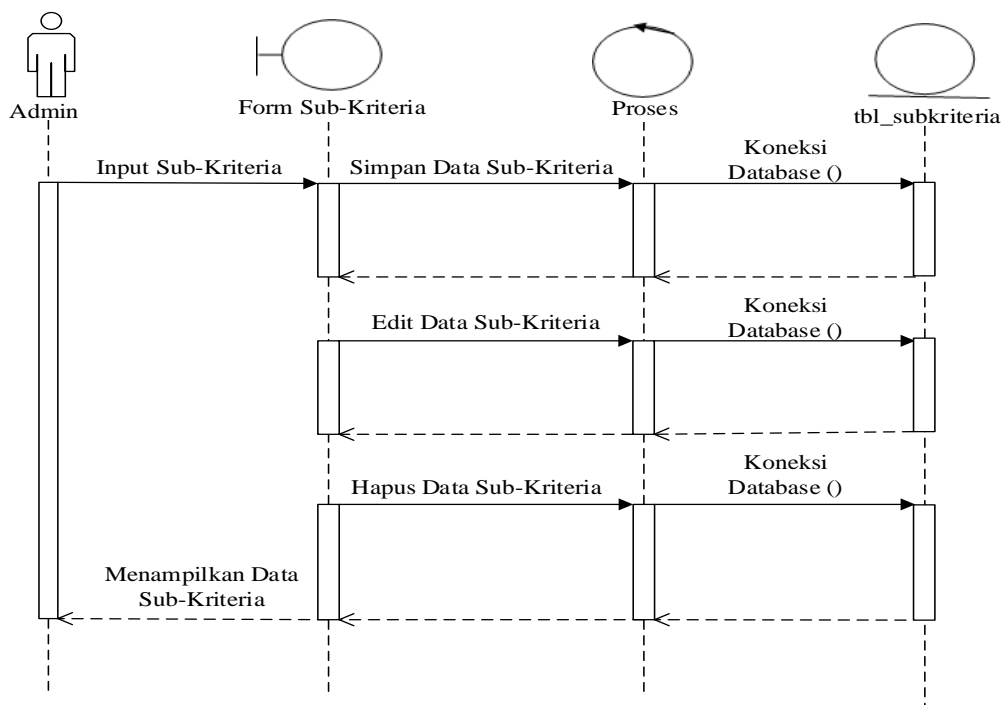 Admin
Form Sub-Kriteria
Proses
tbl_subkriteria
Input Sub-Kriteria
Simpan Data Sub-Kriteria
Koneksi
Database ()
Edit Data Sub-Kriteria
Koneksi
Database ()
Hapus Data Sub-Kriteria
Koneksi
Database ()
Menampilkan Data
Sub-Kriteria